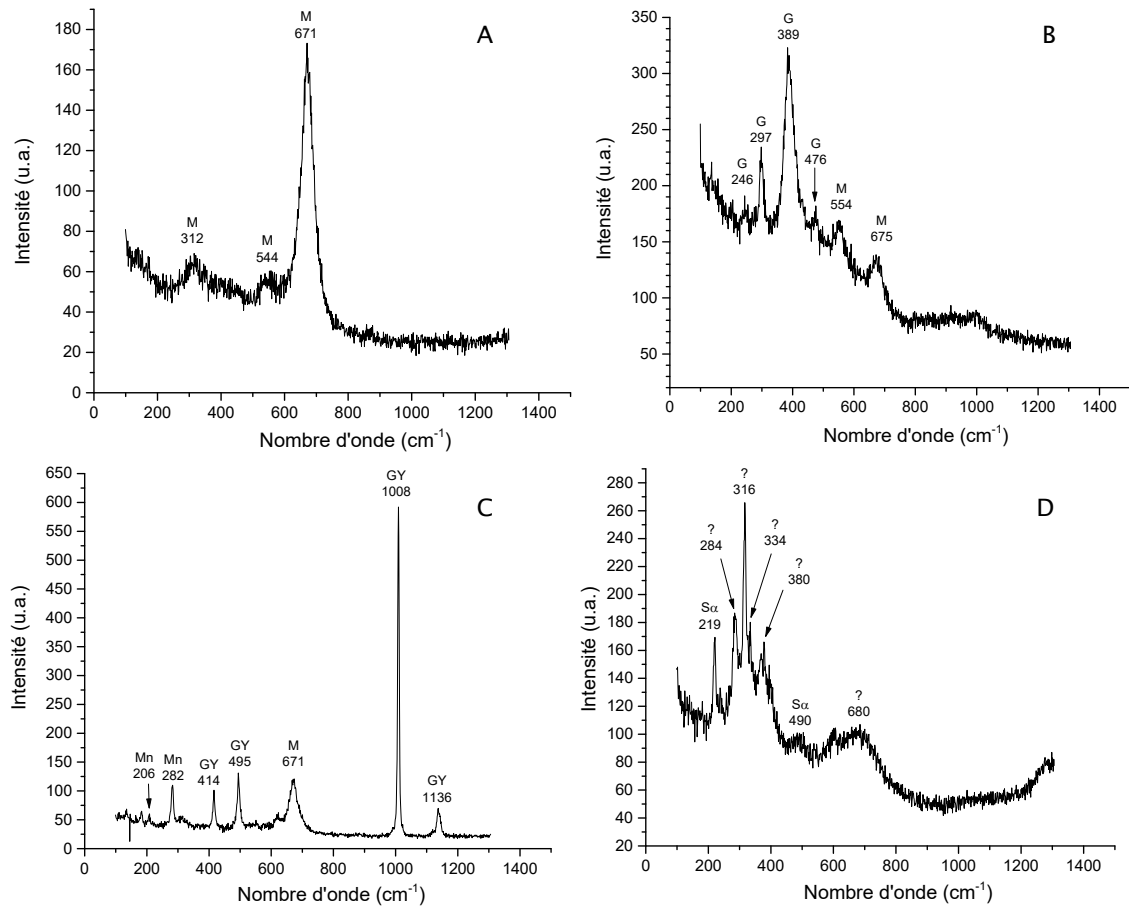 A
M
671
M
312
M
544
180
160
140
120
100
80
60
40
20
0
0 200 400 600 800 1000 1200 1400
Intensité (u.a.)
Nombre d'onde (cm-1)
B
G
389
G
297
G
246
G
476
M
554
M
675
350
300
250
200
150
100
50
0 200 400 600 800 1000 1200 1400
Intensité (u.a.)
Nombre d'onde (cm-1)
C
GY
1008
Mn
206
Mn
282
GY
414
GY
495
M
671
GY
1136
650
600
550
500
450
400
350
300
250
200
150
100
50
0
0 200 400 600 800 1000 1200 1400
Intensité (u.a.)
Nombre d'onde (cm-1)
D
?
316
?
284
?
334
?
380
Sα
219
Sα
490
?
680
280
260
240
220
200
180
160
140
120
100
80
60
40
20
0 200 400 600 800 1000 1200 1400
Intensité (u.a.)
Nombre d'onde (cm-1)